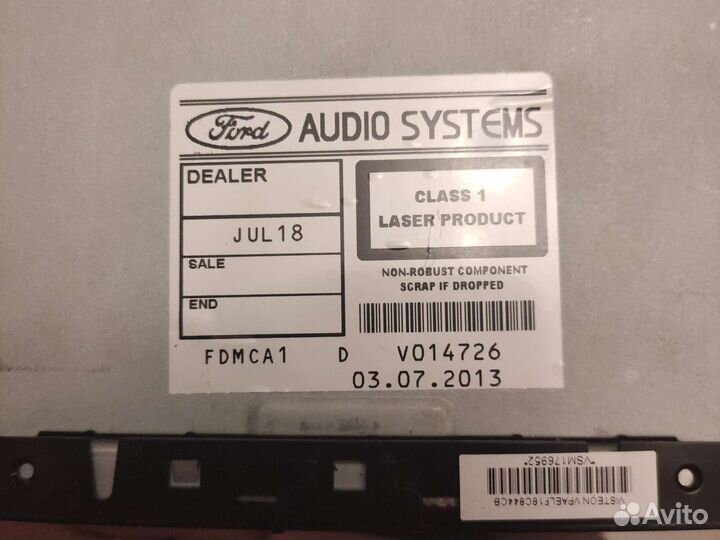 Ford AUDIO SYSTEMS
DEALER
JUL18
SALE
END
CLASS 1
LASER PRODUCT
NON-ROBUST COMPONENT
SCRAP IF DROPPED
FDMCA1 D V014726
03.07.2013
VISTEON VPAELF18C844CB
*VSM176952*
Avito